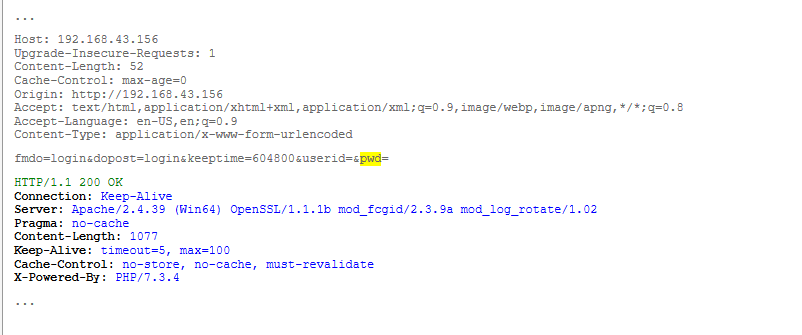 ...
Host: 192.168.43.156
Upgrade-Insecure-Requests: 1
Content-Length: 52
Cache-Control: max-age=0
Origin: http://192.168.43.156
Accept: text/html,application/xhtml+xml,application/xml;q=0.9,image/webp,image/apng,*/*;q=0.8
Accept-Language: en-US,en;q=0.9
Content-Type: application/x-www-form-urlencoded
fmdo=login&dopost=login&keeptime=604800&userid=&pwd=
HTTP/1.1 200 OK
Connection: Keep-Alive
Server: Apache/2.4.39 (Win64) OpenSSL/1.1.1b mod_fcgid/2.3.9a mod_log_rotate/1.02
Pragma: no-cache
Content-Length: 1077
Keep-Alive: timeout=5, max=100
Cache-Control: no-store, no-cache, must-revalidate
X-Powered-By: PHP/7.3.4
...